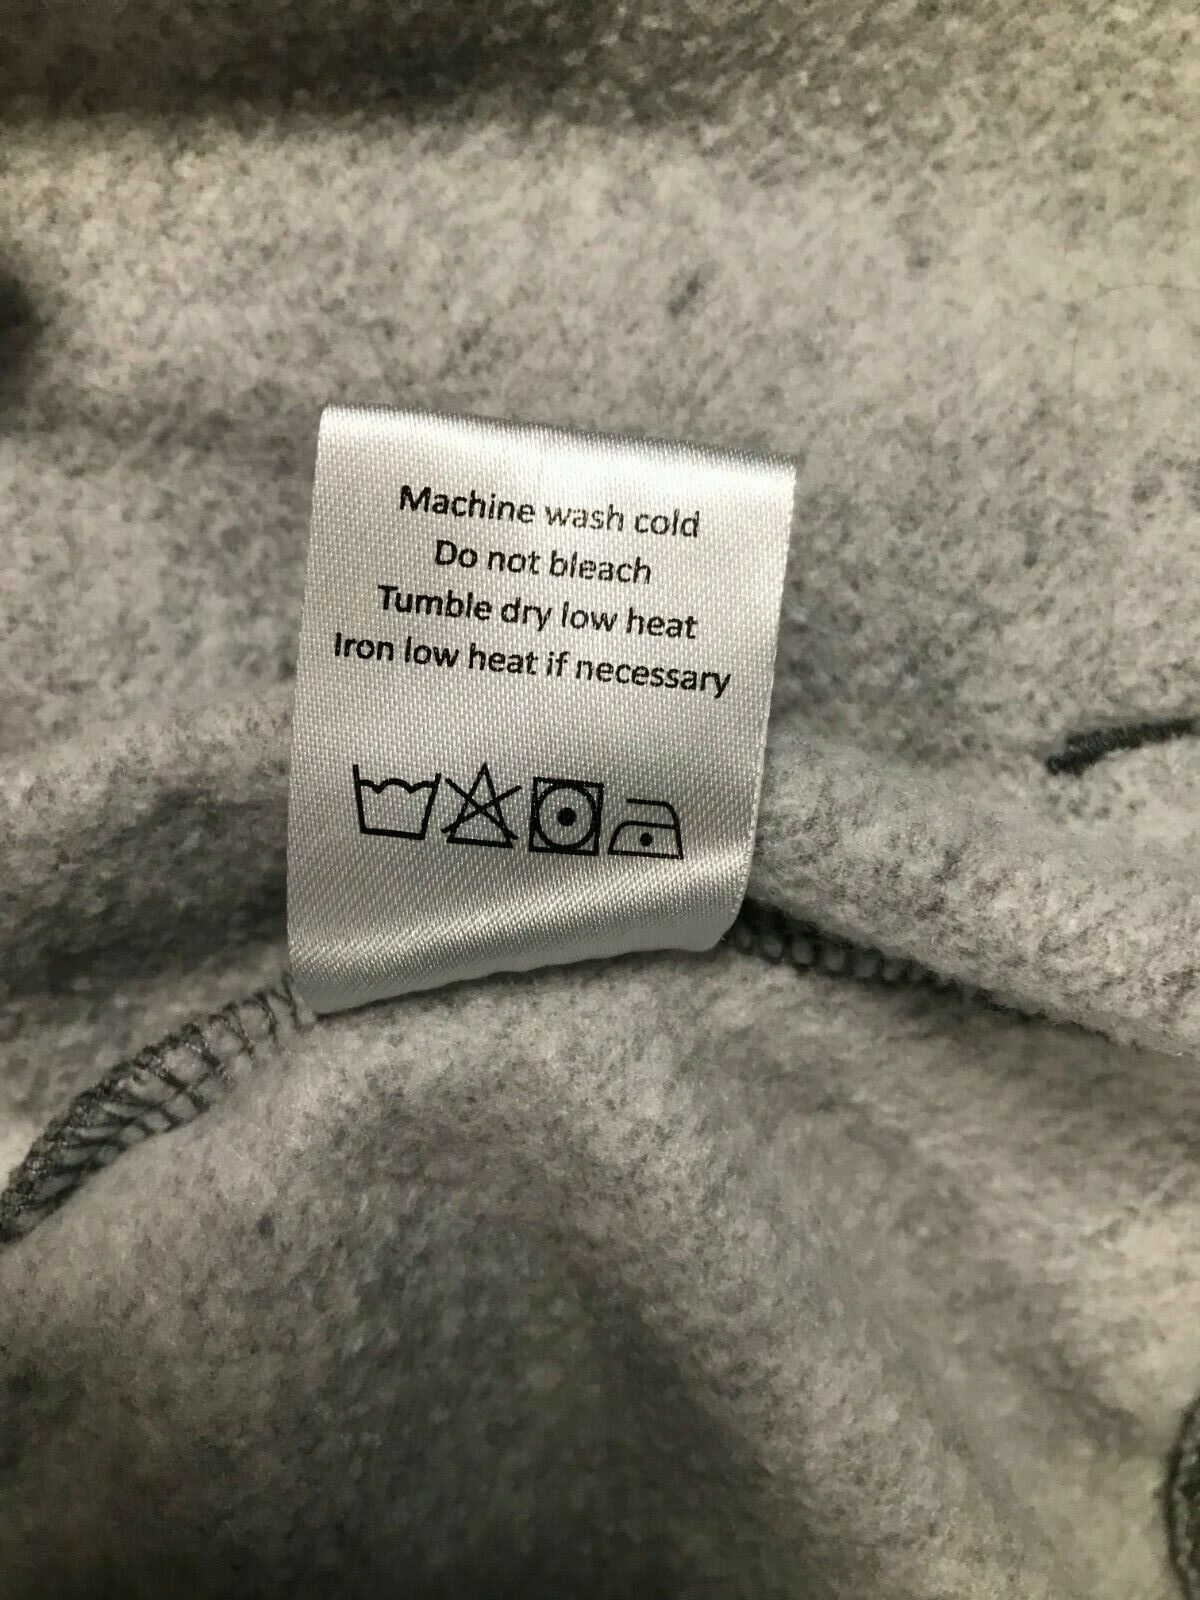 Machine wash cold
Do not bleach
Tumble dry low heat
Iron low heat if necessary